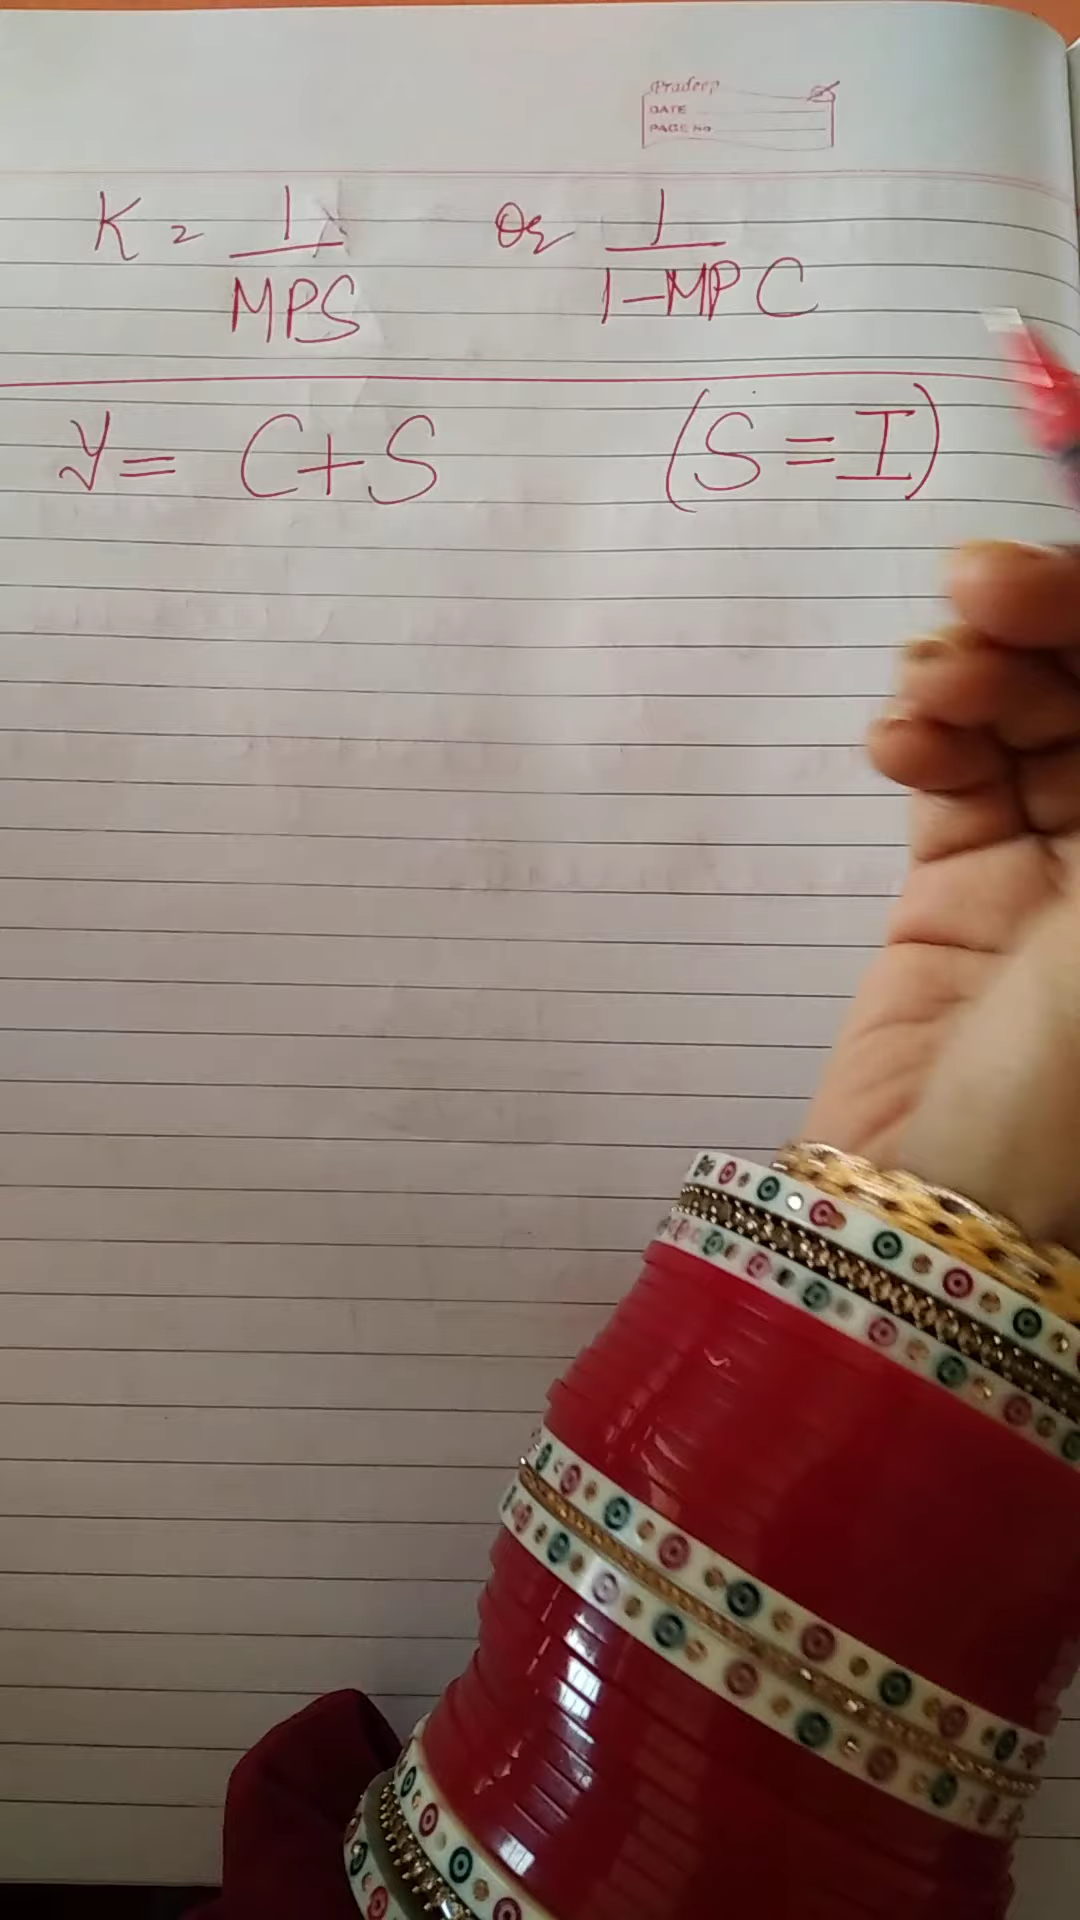 Pradeep
DATE
PAGE No
K = 1/MPS or 1/1-MPC
Y = C+S (S=I)